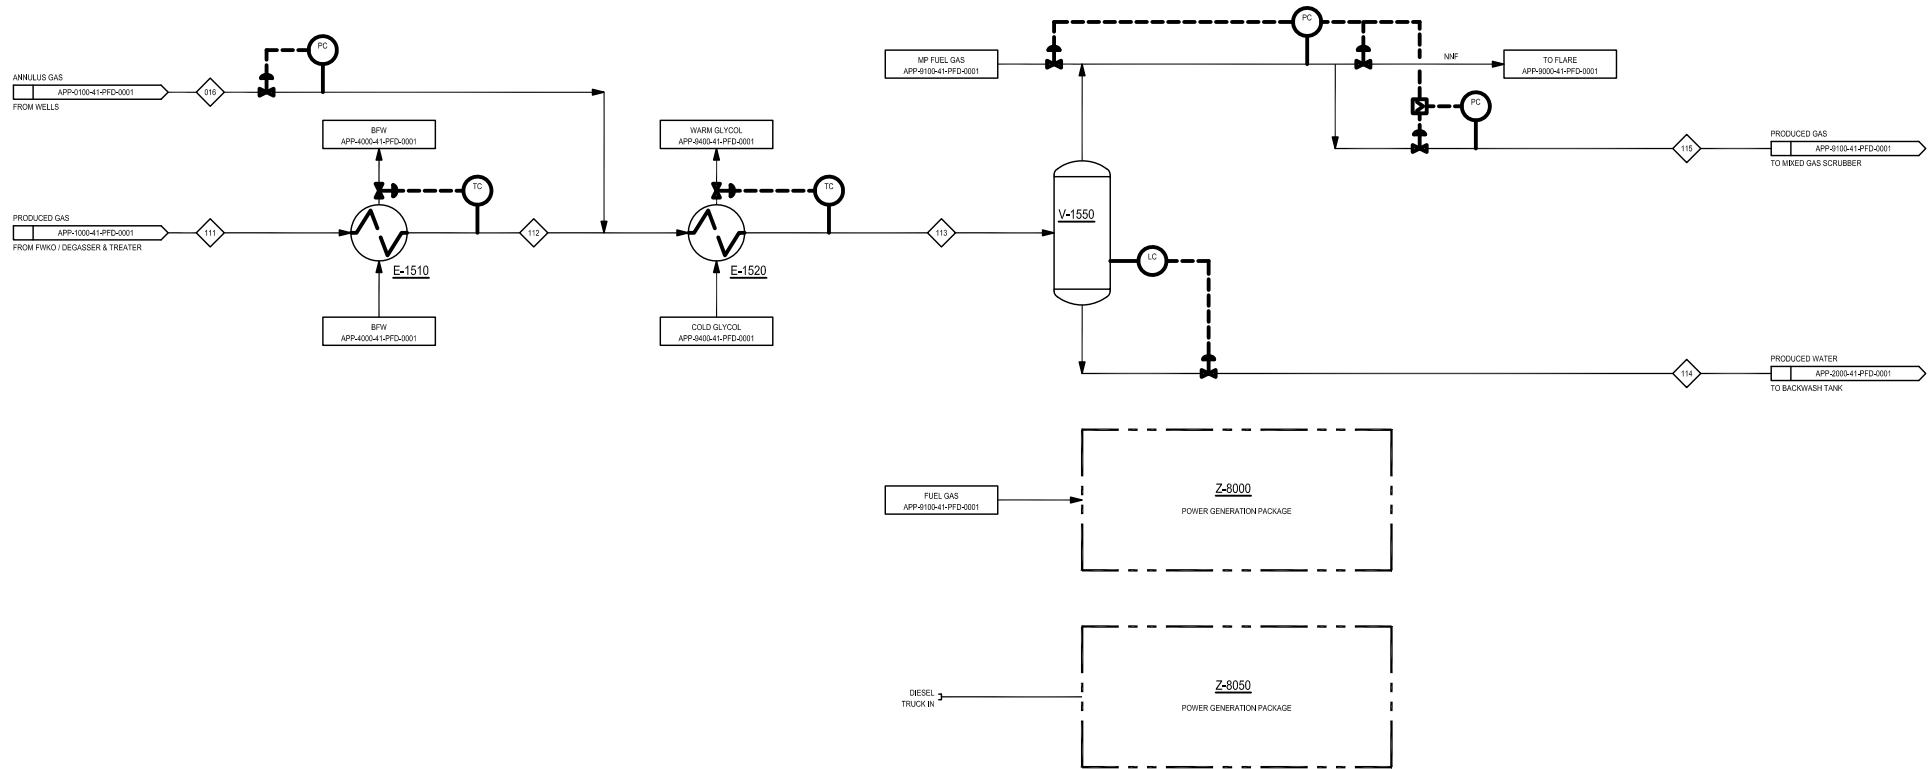 PC
PC
MP FUEL GAS
APP-9100-41-PFD-0001
NNF
TO FLARE
APP-9000-41-PFD-0001
ANNULUS GAS
APP-0100-41-PFD-0001
016
FROM WELLS
PC
BFW
APP-4000-41-PFD-0001
WARM GLYCOL
APP-9400-41-PFD-0001
115
PRODUCED GAS
APP-9100-41-PFD-0001
TO MIXED GAS SCRUBBER
TC
TC
V-1550
PRODUCED GAS
APP-1000-41-PFD-0001
111
112
113
FROM FWKO / DEGASSER & TREATER
E-1510
E-1520
LC
BFW
APP-4000-41-PFD-0001
COLD GLYCOL
APP-9400-41-PFD-0001
114
PRODUCED WATER
APP-2000-41-PFD-0001
TO BACKWASH TANK
FUEL GAS
APP-9100-41-PFD-0001
Z-8000
POWER GENERATION PACKAGE
DIESEL
TRUCK IN
Z-8050
POWER GENERATION PACKAGE